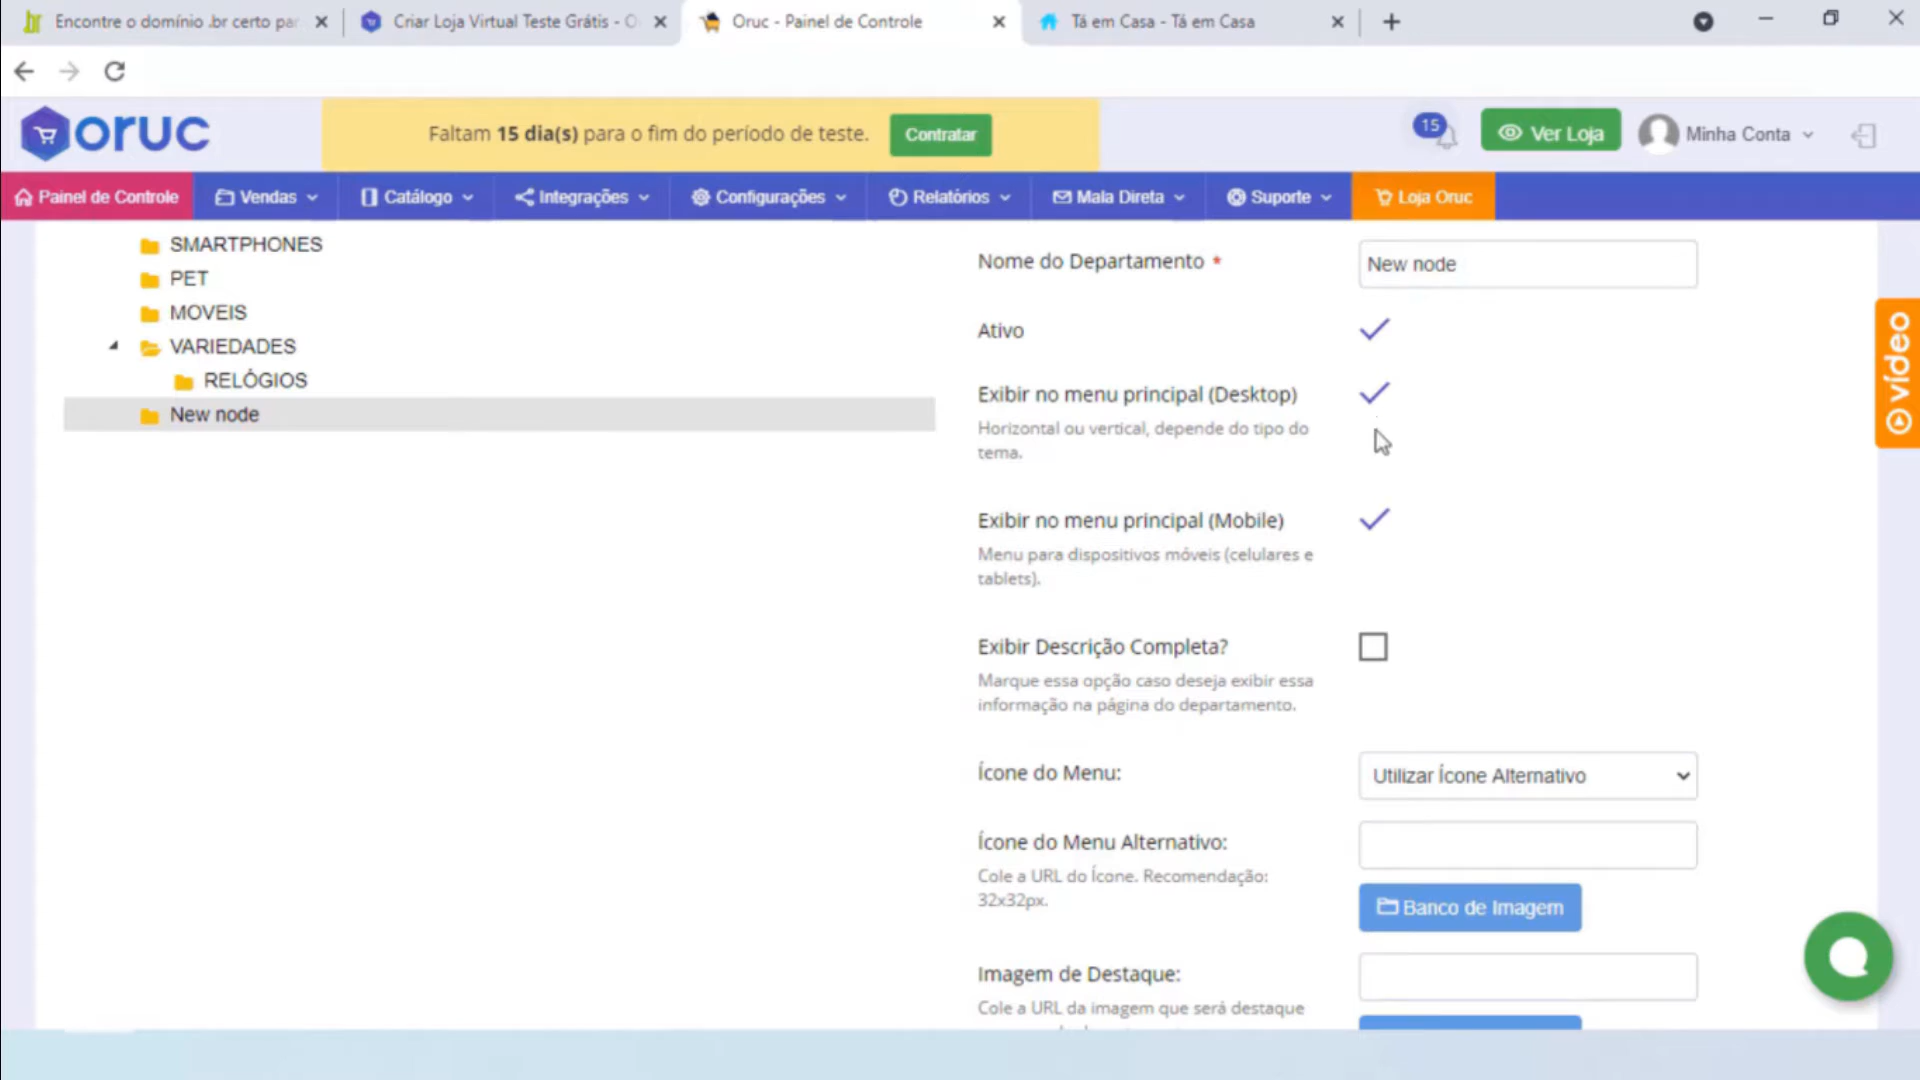 Encontre o domínio .br certo par
Criar Loja Virtual Teste Grátis - O
Oruc - Painel de Controle
Tá em Casa - Tá em Casa
oruc
Faltam 15 dia(s) para o fim do período de teste.
Contratar
15
Ver Loja
Minha Conta
Painel de Controle
Vendas
Catálogo
Integrações
Configurações
Relatórios
Mala Direta
Suporte
Loja Oruc
SMARTPHONES
PET
MOVEIS
VARIEDADES
RELÓGIOS
New node
Nome do Departamento *
New node
Ativo
Exibir no menu principal (Desktop)
Horizontal ou vertical, depende do tipo do
tema.
Exibir no menu principal (Mobile)
Menu para dispositivos móveis (celulares e
tablets).
Exibir Descrição Completa?
Marque essa opção caso deseja exibir essa
informação na página do departamento.
Ícone do Menu:
Utilizar Ícone Alternativo
Ícone do Menu Alternativo:
Cole a URL do Ícone. Recomendação:
32x32px.
Banco de Imagem
Imagem de Destaque:
Cole a URL da imagem que será destaque
vídeo